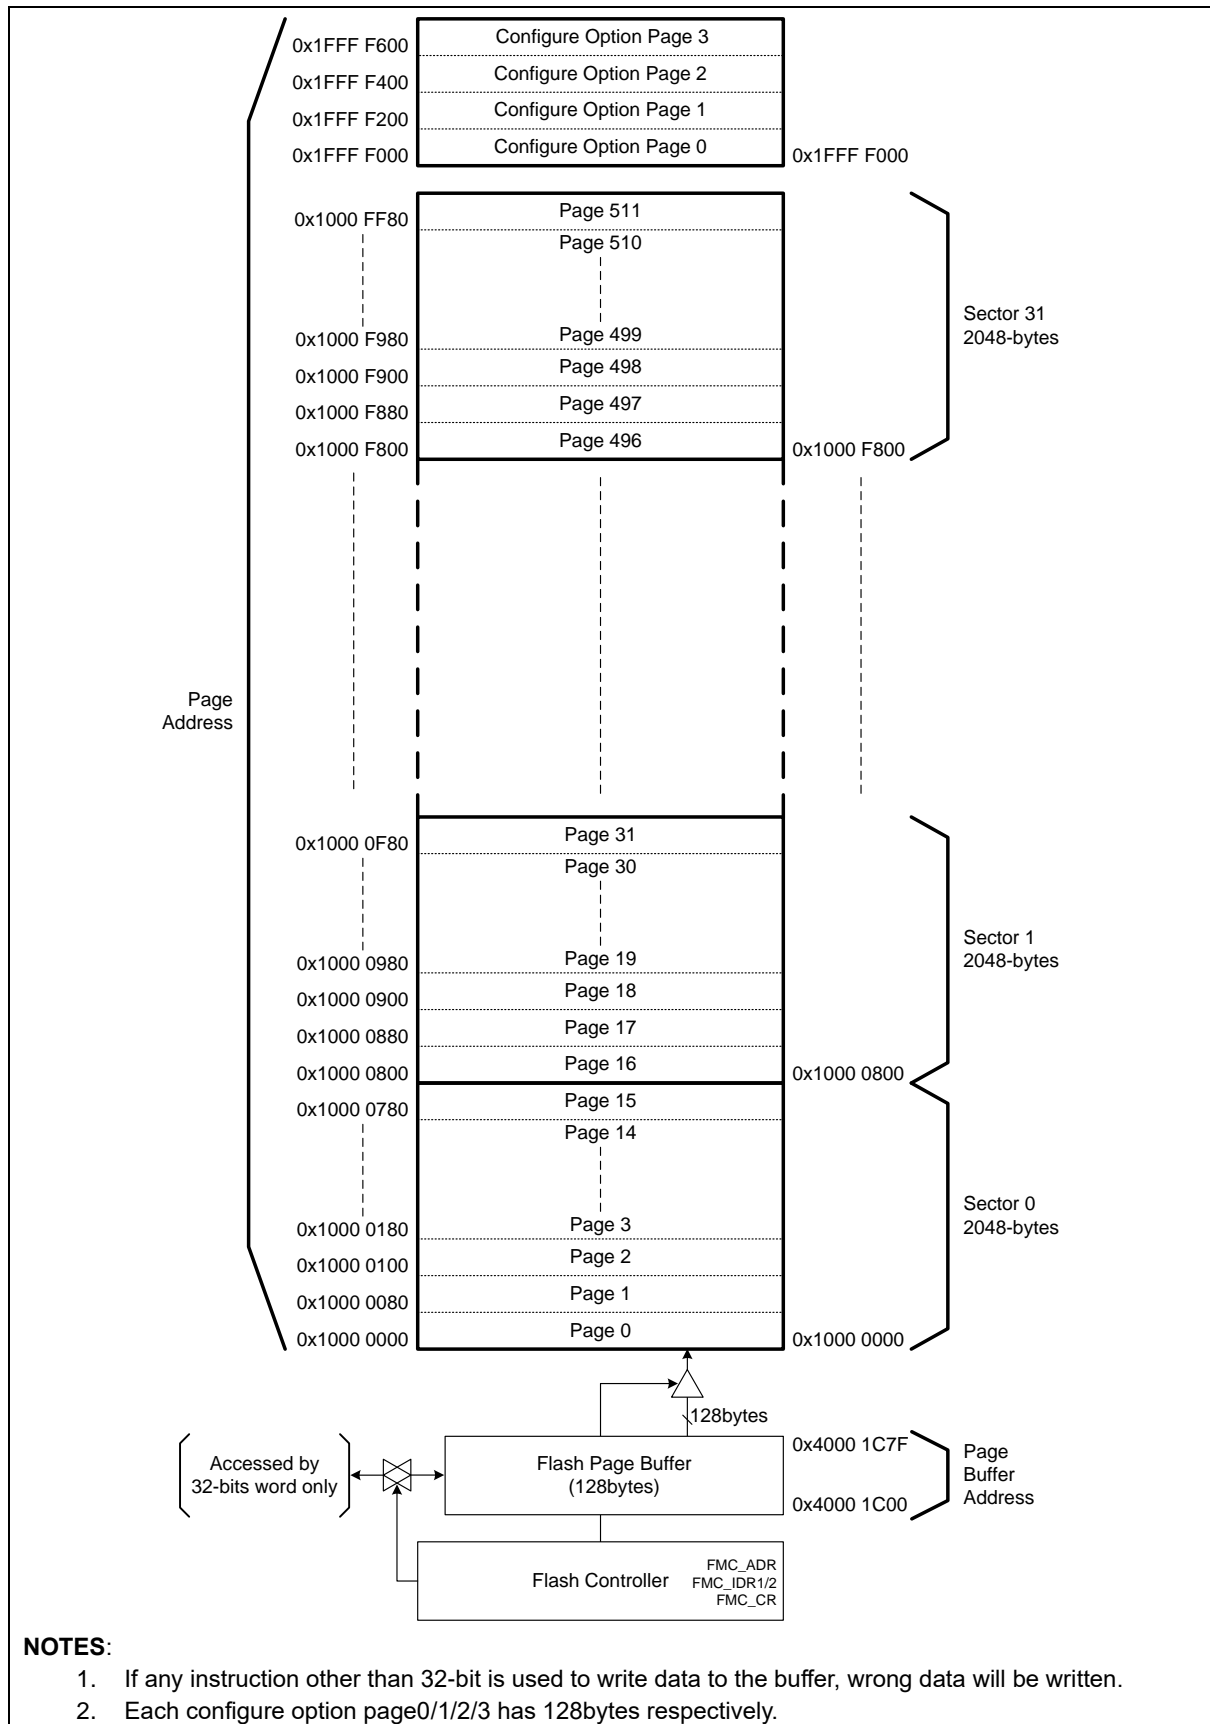 0x1FFF F600 Configure Option Page 3
0x1FFF F400 Configure Option Page 2
0x1FFF F200 Configure Option Page 1
0x1FFF F000 Configure Option Page 0 0x1FFF F000
0x1000 FF80 Page 511
Page 510
Sector 31
2048-bytes
0x1000 F980 Page 499
0x1000 F900 Page 498
0x1000 F880 Page 497
0x1000 F800 Page 496 0x1000 F800
Page
Address
0x1000 0F80 Page 31
Page 30
Sector 1
2048-bytes
0x1000 0980 Page 19
0x1000 0900 Page 18
0x1000 0880 Page 17
0x1000 0800 Page 16 0x1000 0800
0x1000 0780 Page 15
Page 14
Sector 0
2048-bytes
0x1000 0180 Page 3
0x1000 0100 Page 2
0x1000 0080 Page 1
0x1000 0000 Page 0 0x1000 0000
128bytes
Accessed by
32-bits word only
Flash Page Buffer
(128bytes)
0x4000 1C7F
0x4000 1C00
Page
Buffer
Address
Flash Controller
FMC_ADR
FMC_IDR1/2
FMC_CR
NOTES:
1. If any instruction other than 32-bit is used to write data to the buffer, wrong data will be written.
2. Each configure option page0/1/2/3 has 128bytes respectively.